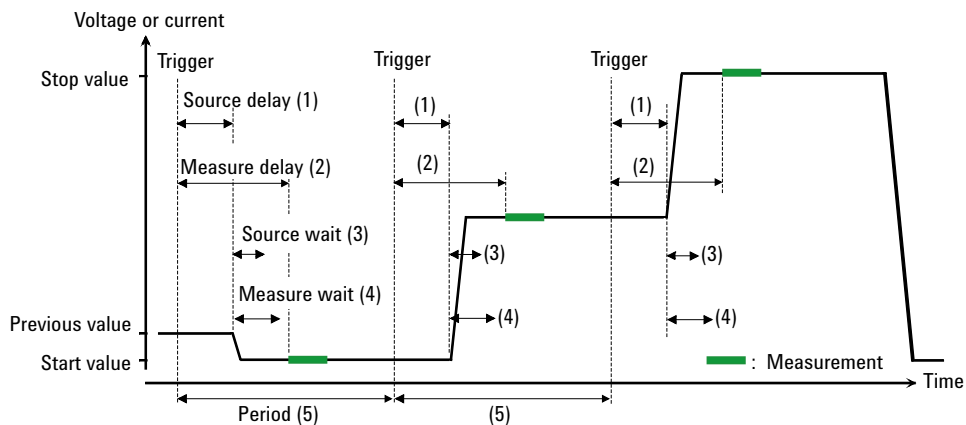 Voltage or current
Trigger Trigger Trigger
Stop value
Source delay (1) (1) (1)
Measure delay (2) (2) (2)
Source wait (3) (3) (3)
Measure wait (4) (4) (4)
Previous value
Start value
: Measurement
Time
Period (5) (5)